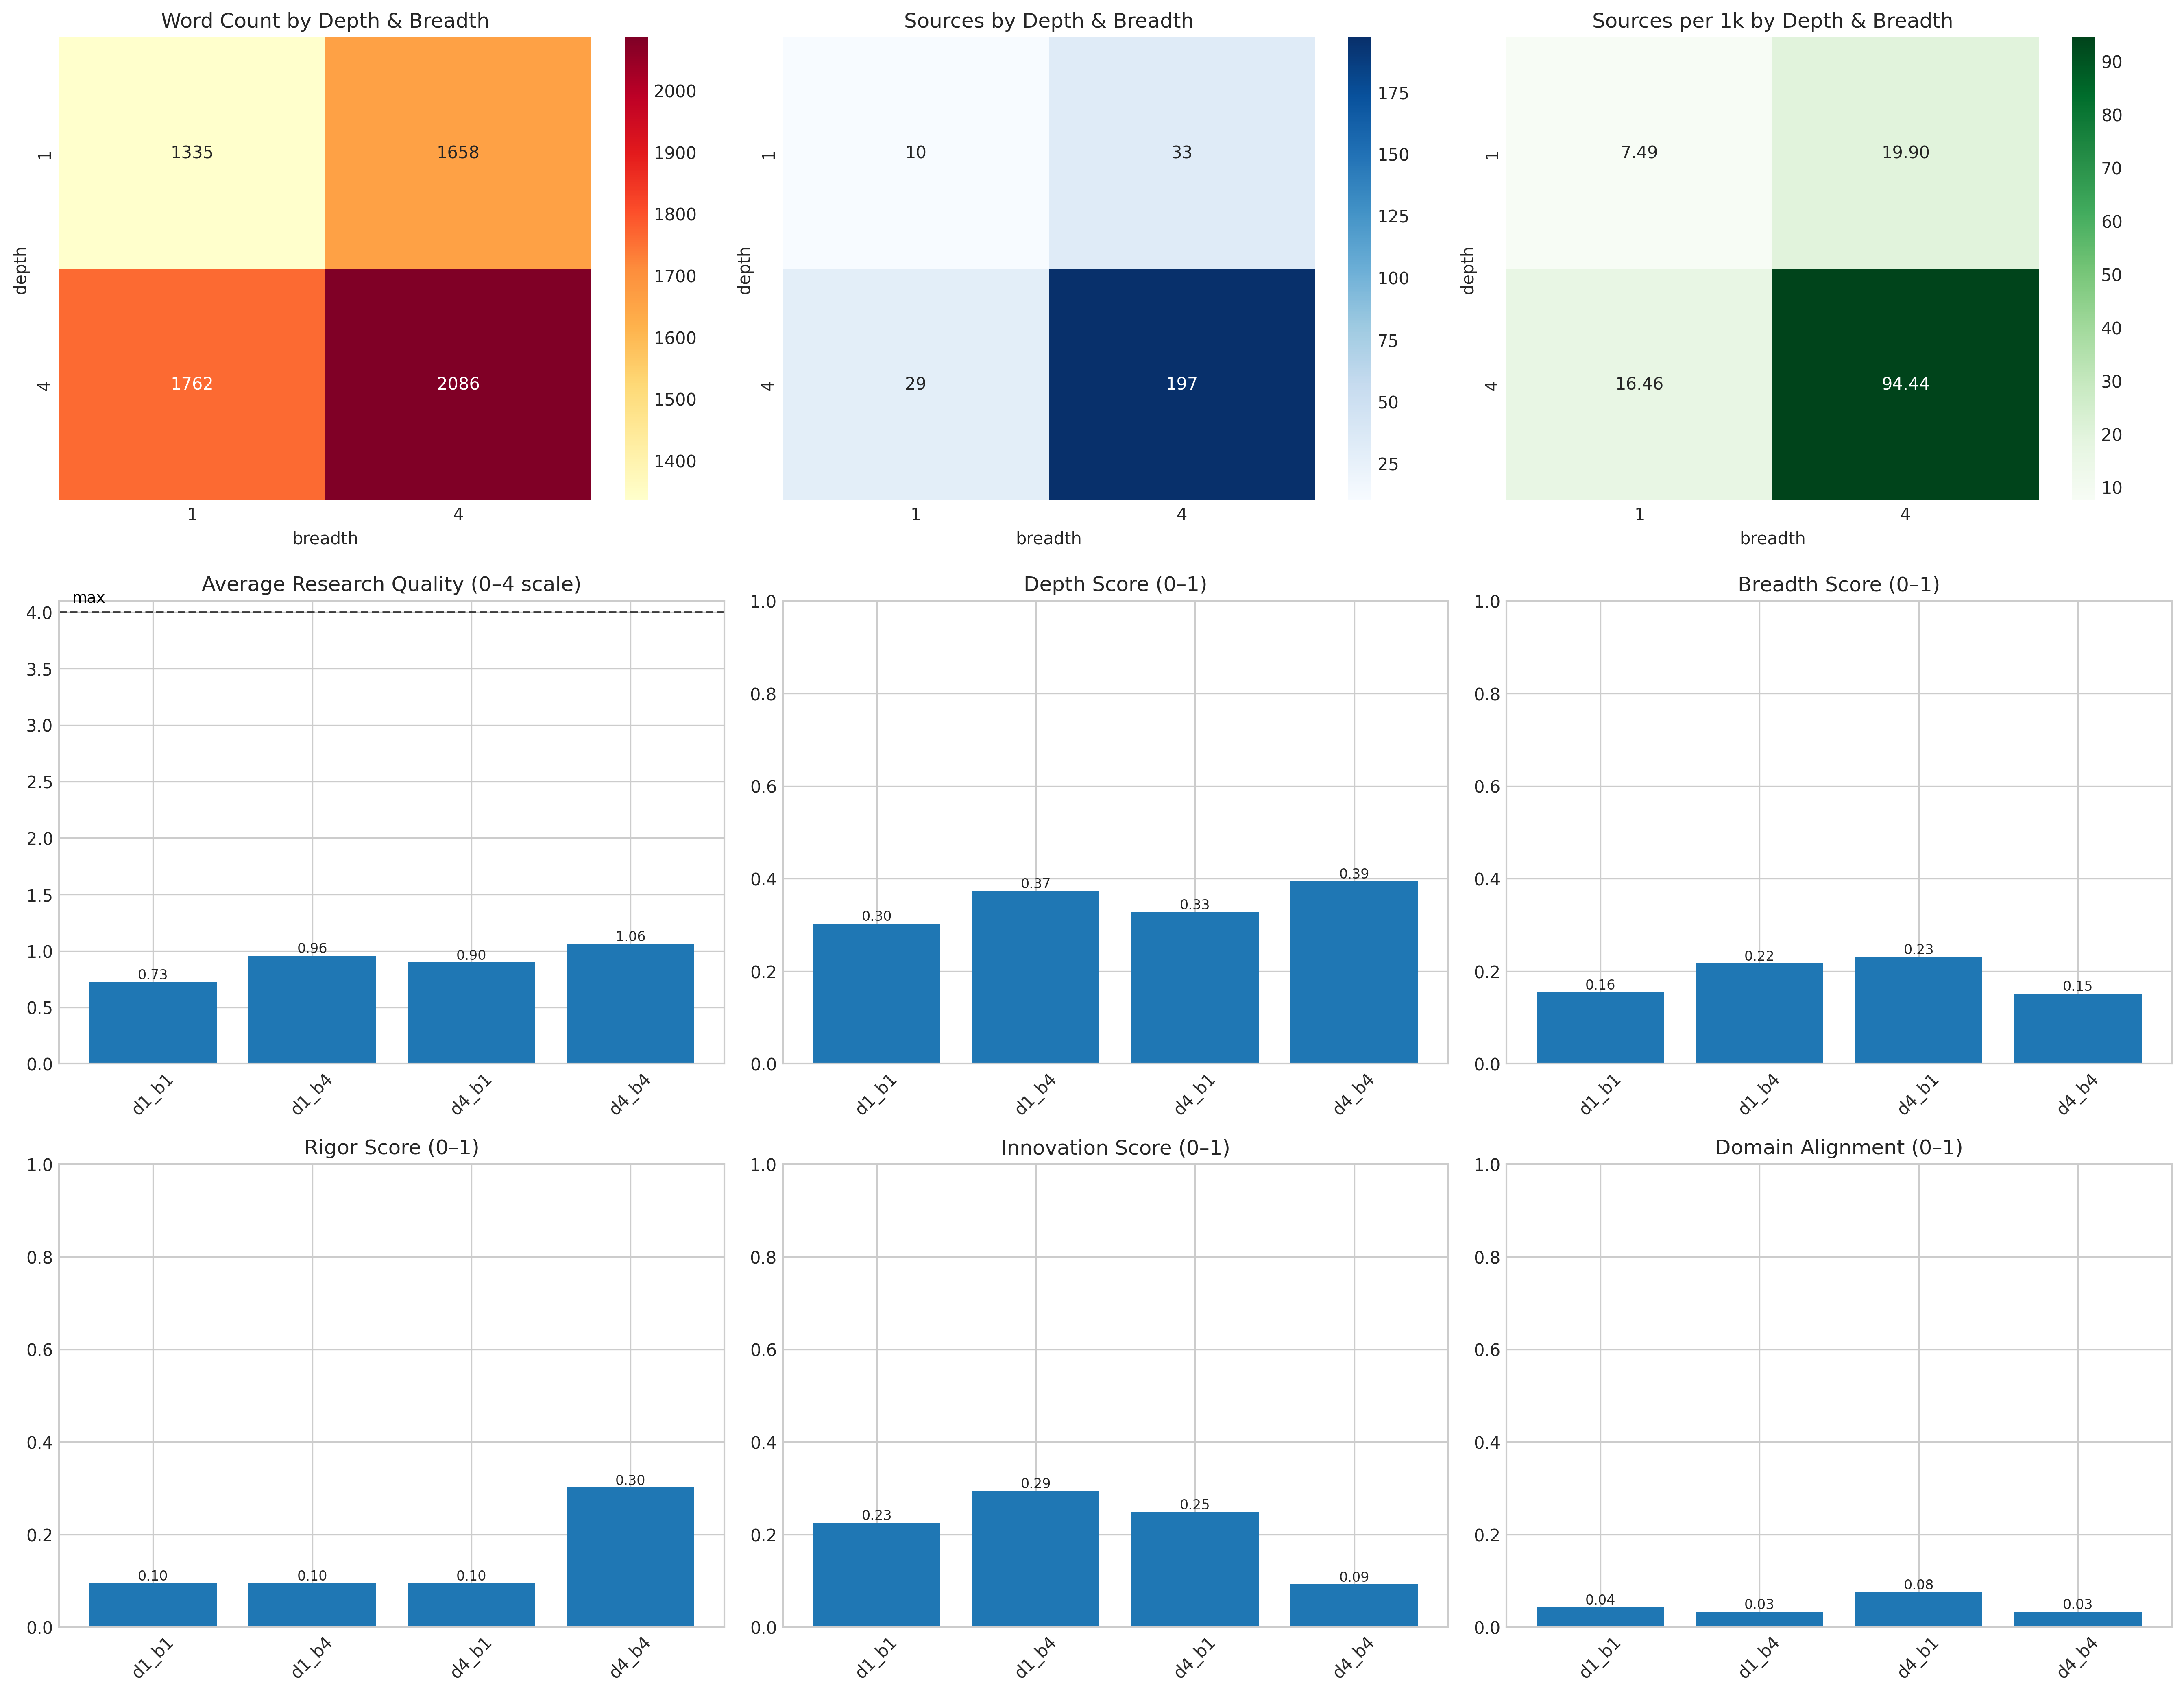 Word Count by Depth & Breadth
1335
1658
1762
2086
1
4
depth
1
4
breadth
2000
1900
1800
1700
1600
1500
1400
Sources by Depth & Breadth
10
33
29
197
1
4
depth
1
4
breadth
175
150
125
100
75
50
25
Sources per 1k by Depth & Breadth
7.49
19.90
16.46
94.44
1
4
depth
1
4
breadth
90
80
70
60
50
40
30
20
10
Average Research Quality (0–4 scale)
max
4.0
3.5
3.0
2.5
2.0
1.5
1.0
0.5
0.0
0.73
0.96
0.90
1.06
d1_b1
d1_b4
d4_b1
d4_b4
Depth Score (0–1)
1.0
0.8
0.6
0.4
0.2
0.0
0.30
0.37
0.33
0.39
d1_b1
d1_b4
d4_b1
d4_b4
Breadth Score (0–1)
1.0
0.8
0.6
0.4
0.2
0.0
0.16
0.22
0.23
0.15
d1_b1
d1_b4
d4_b1
d4_b4
Rigor Score (0–1)
1.0
0.8
0.6
0.4
0.2
0.0
0.10
0.10
0.10
0.30
d1_b1
d1_b4
d4_b1
d4_b4
Innovation Score (0–1)
1.0
0.8
0.6
0.4
0.2
0.0
0.23
0.29
0.25
0.09
d1_b1
d1_b4
d4_b1
d4_b4
Domain Alignment (0–1)
1.0
0.8
0.6
0.4
0.2
0.0
0.04
0.03
0.08
0.03
d1_b1
d1_b4
d4_b1
d4_b4